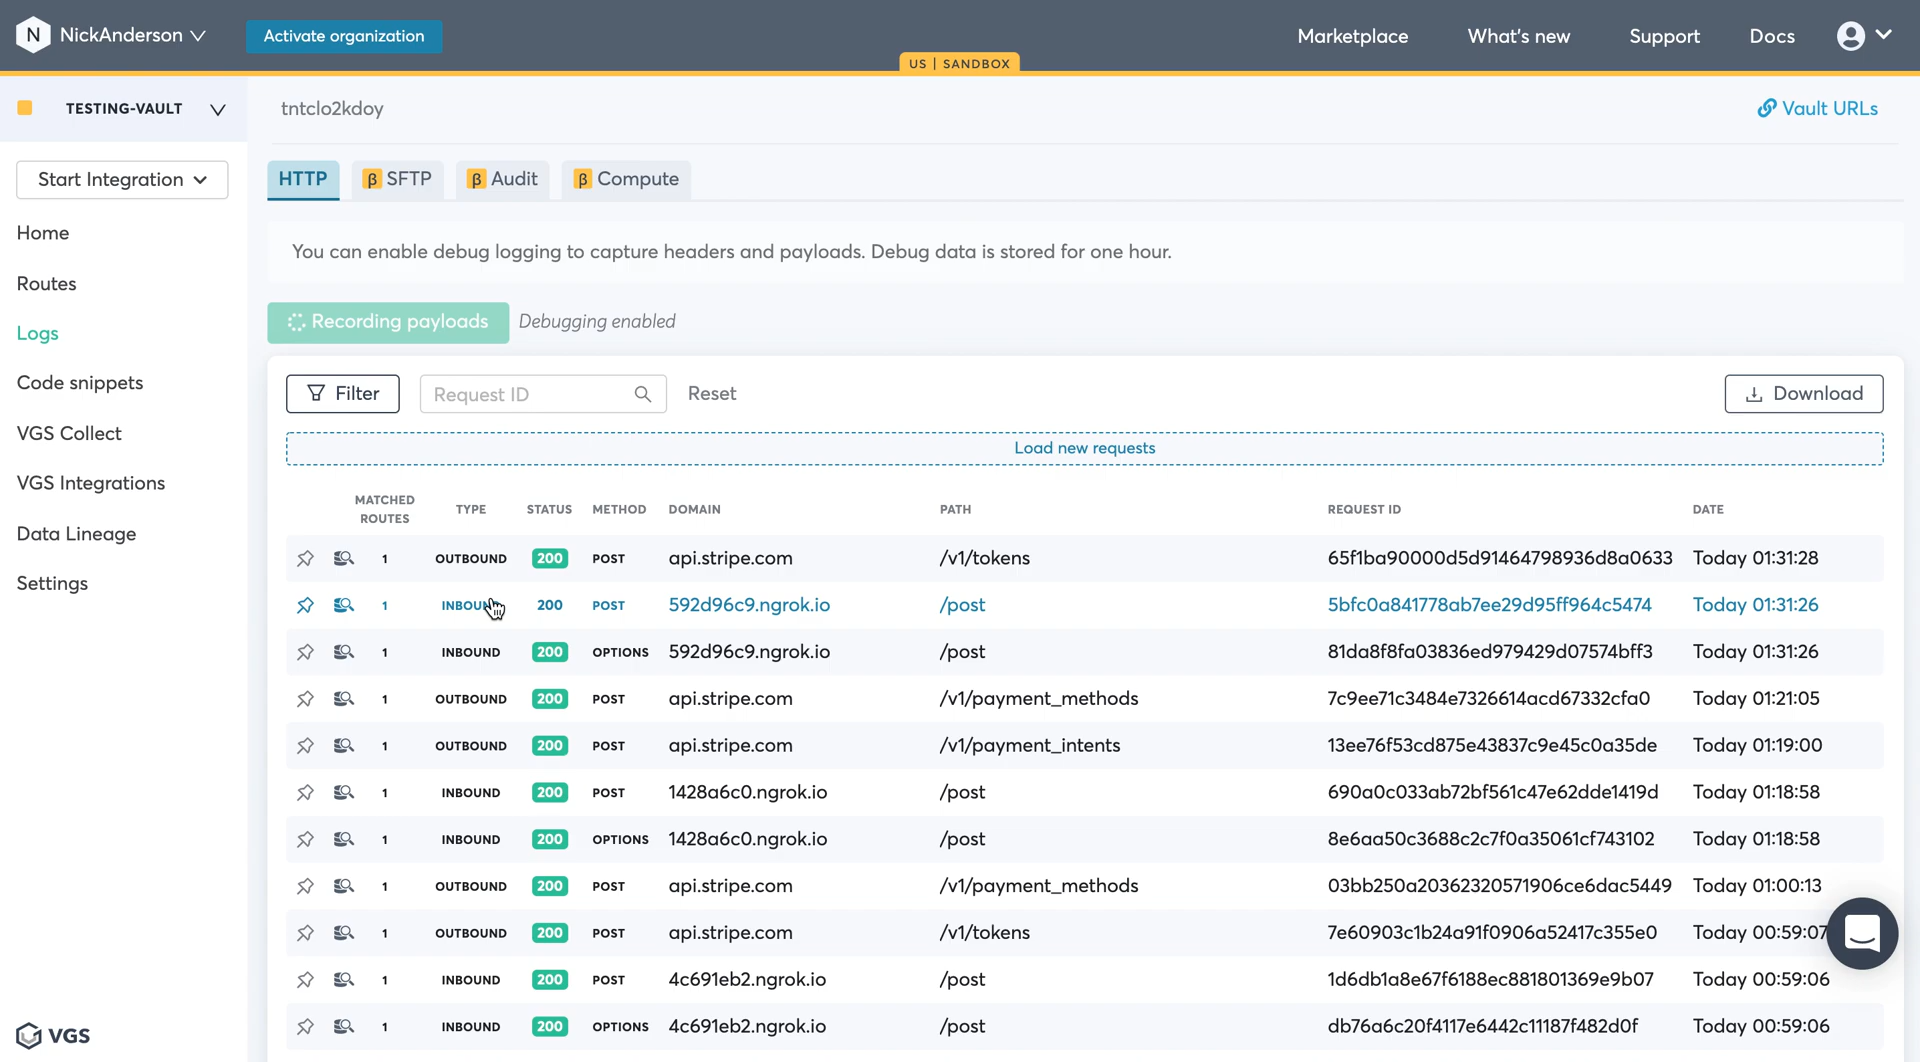 N NickAnderson Activate organization Marketplace What's new Support Docs
US | SANDBOX
TESTING-VAULT
Start Integration
Home
Routes
Logs
Code snippets
VGS Collect
VGS Integrations
Data Lineage
Settings
VGS
tntclo2kdoy Vault URLs
HTTP β SFTP β Audit β Compute
You can enable debug logging to capture headers and payloads. Debug data is stored for one hour.
Recording payloads Debugging enabled
Filter Request ID Reset Download
Load new requests
MATCHED ROUTES TYPE STATUS METHOD DOMAIN PATH REQUEST ID DATE
1 OUTBOUND 200 POST api.stripe.com /v1/tokens 65f1ba90000d5d91464798936d8a0633 Today 01:31:28
1 200 POST 592d96c9.ngrok.io /post 5bfc0a841778ab7ee29d95ff964c5474 Today 01:31:26
1 INBOUND 200 OPTIONS 592d96c9.ngrok.io /post 81da8f8fa03836ed979429d07574bff3 Today 01:31:26
1 OUTBOUND 200 POST api.stripe.com /v1/payment_methods 7c9ee71c3484e7326614acd67332cfa0 Today 01:21:05
1 OUTBOUND 200 POST api.stripe.com /v1/payment_intents 13ee76f53cd875e43837c9e45c0a35de Today 01:19:00
1 INBOUND 200 POST 1428a6c0.ngrok.io /post 690a0c033ab72bf561c47e62dde1419d Today 01:18:58
1 INBOUND 200 OPTIONS 1428a6c0.ngrok.io /post 8e6aa50c3688c2c7f0a35061cf743102 Today 01:18:58
1 OUTBOUND 200 POST api.stripe.com /v1/payment_methods 03bb250a20362320571906ce6dac5449 Today 01:00:13
1 OUTBOUND 200 POST api.stripe.com /v1/tokens 7e60903c1b24a91f0906a52417c355e0 Today 00:59:07
1 INBOUND 200 POST 4c691eb2.ngrok.io /post 1d6db1a8e67f6188ec881801369e9b07 Today 00:59:06
1 INBOUND 200 OPTIONS 4c691eb2.ngrok.io /post db76a6c20f4117e6442c11187f482d0f Today 00:59:06